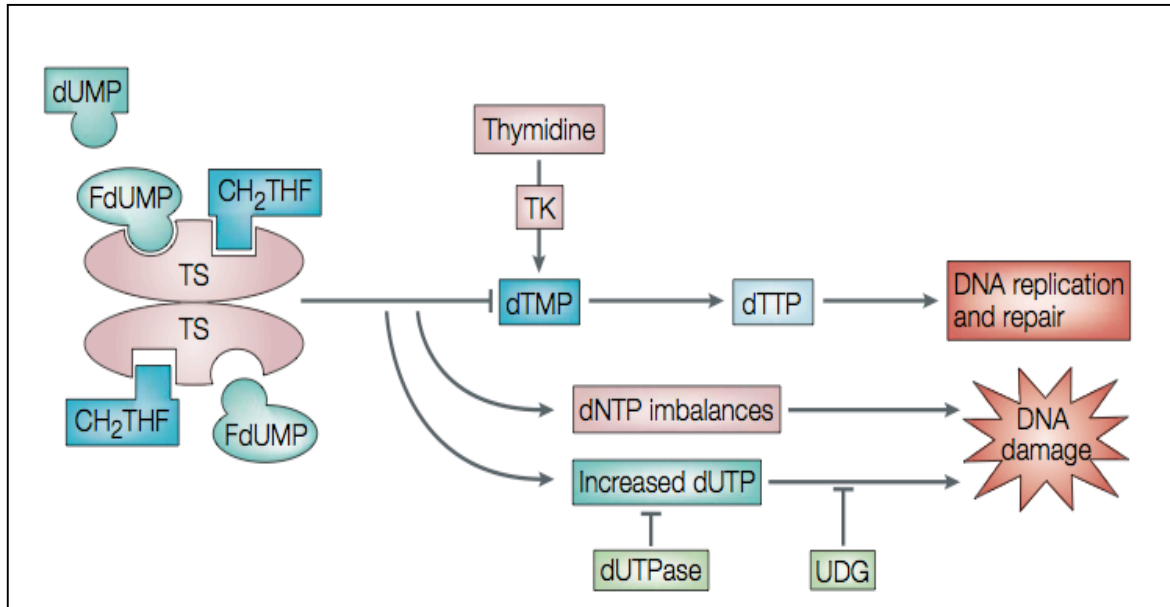 dUMP
Thymidine
FdUMP
CH₂THF
TK
TS
dTMP
dTTP
DNA replication
and repair
TS
CH₂THF
FdUMP
dNTP imbalances
DNA
damage
Increased dUTP
dUTPase
UDG